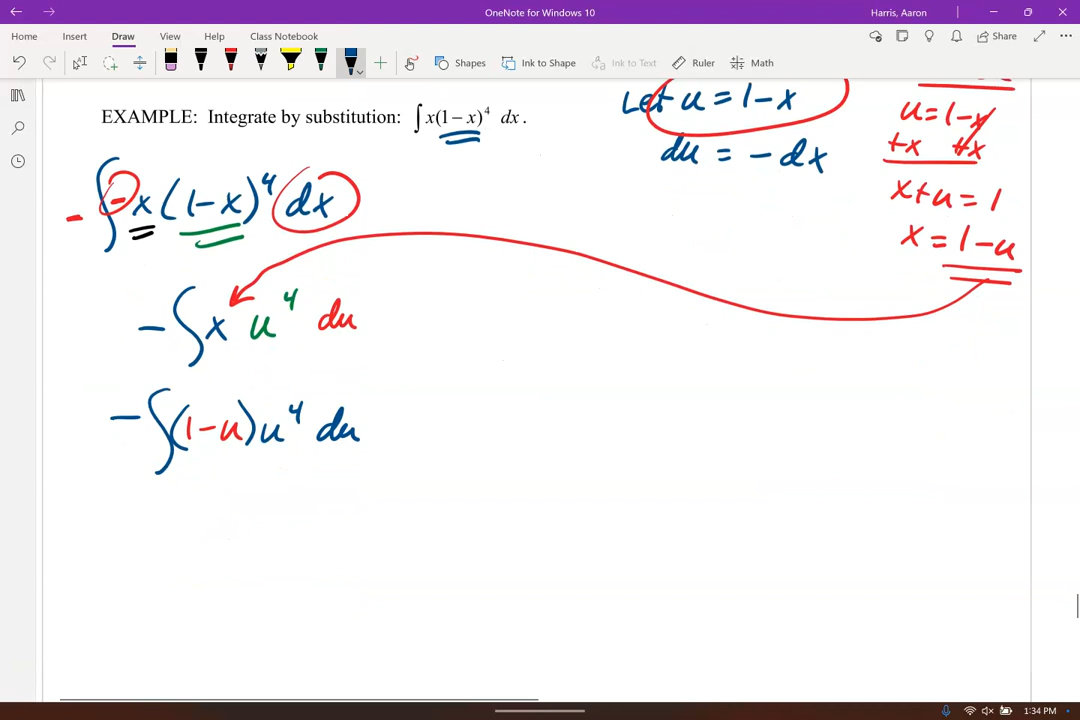 OneNote for Windows 10
Harris, Aaron
Home Insert Draw View Help Class Notebook
Share
Shapes Ink to Shape Ink to Text Ruler Math
EXAMPLE: Integrate by substitution: ∫ x(1 − x)⁴ dx.
Let u = 1 - x
du = - dx
u = 1 - x
+x +x
x + u = 1
x = 1 - u
- ∫ - x (1 - x)⁴ dx
- ∫ x u⁴ du
- ∫ (1 - u) u⁴ du
1:34 PM